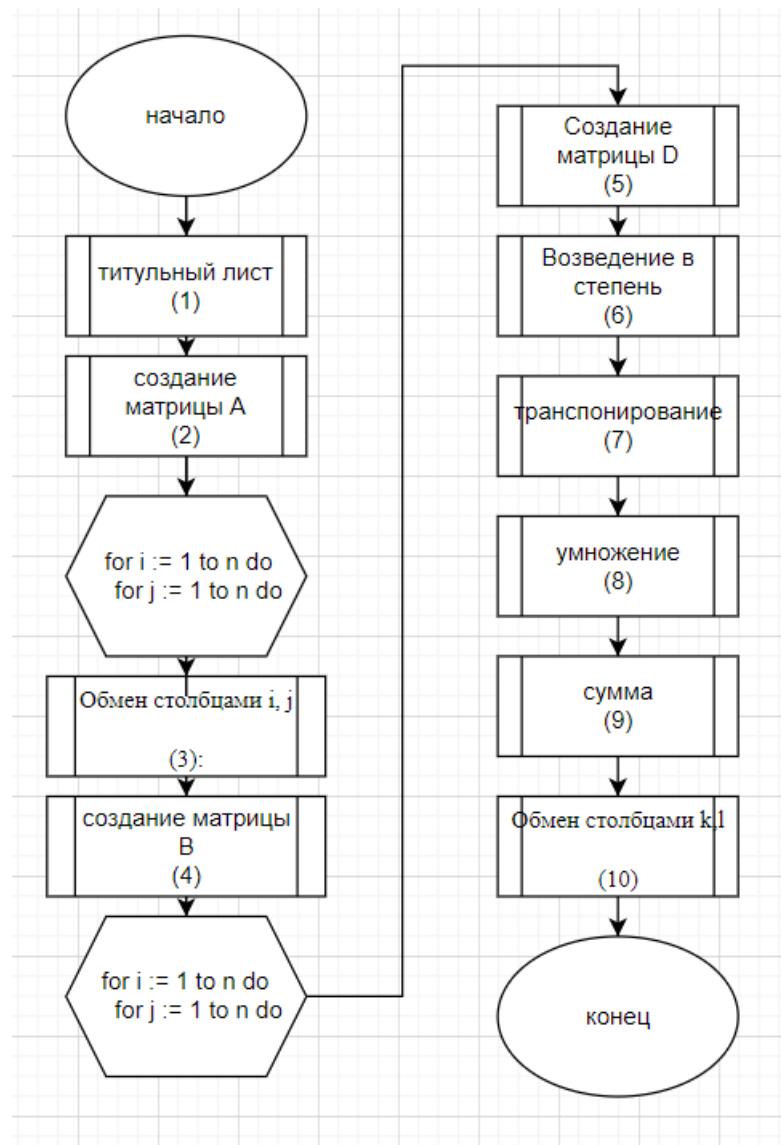 начало
титульный лист
(1)
создание
матрицы А
(2)
for i := 1 to n do
for j := 1 to n do
Обмен столбцами i, j
(3):
создание матрицы
В
(4)
for i := 1 to n do
for j := 1 to n do
Создание
матрицы D
(5)
Возведение в
степень
(6)
транспонирование
(7)
умножение
(8)
сумма
(9)
Обмен столбцами k,l
(10)
конец